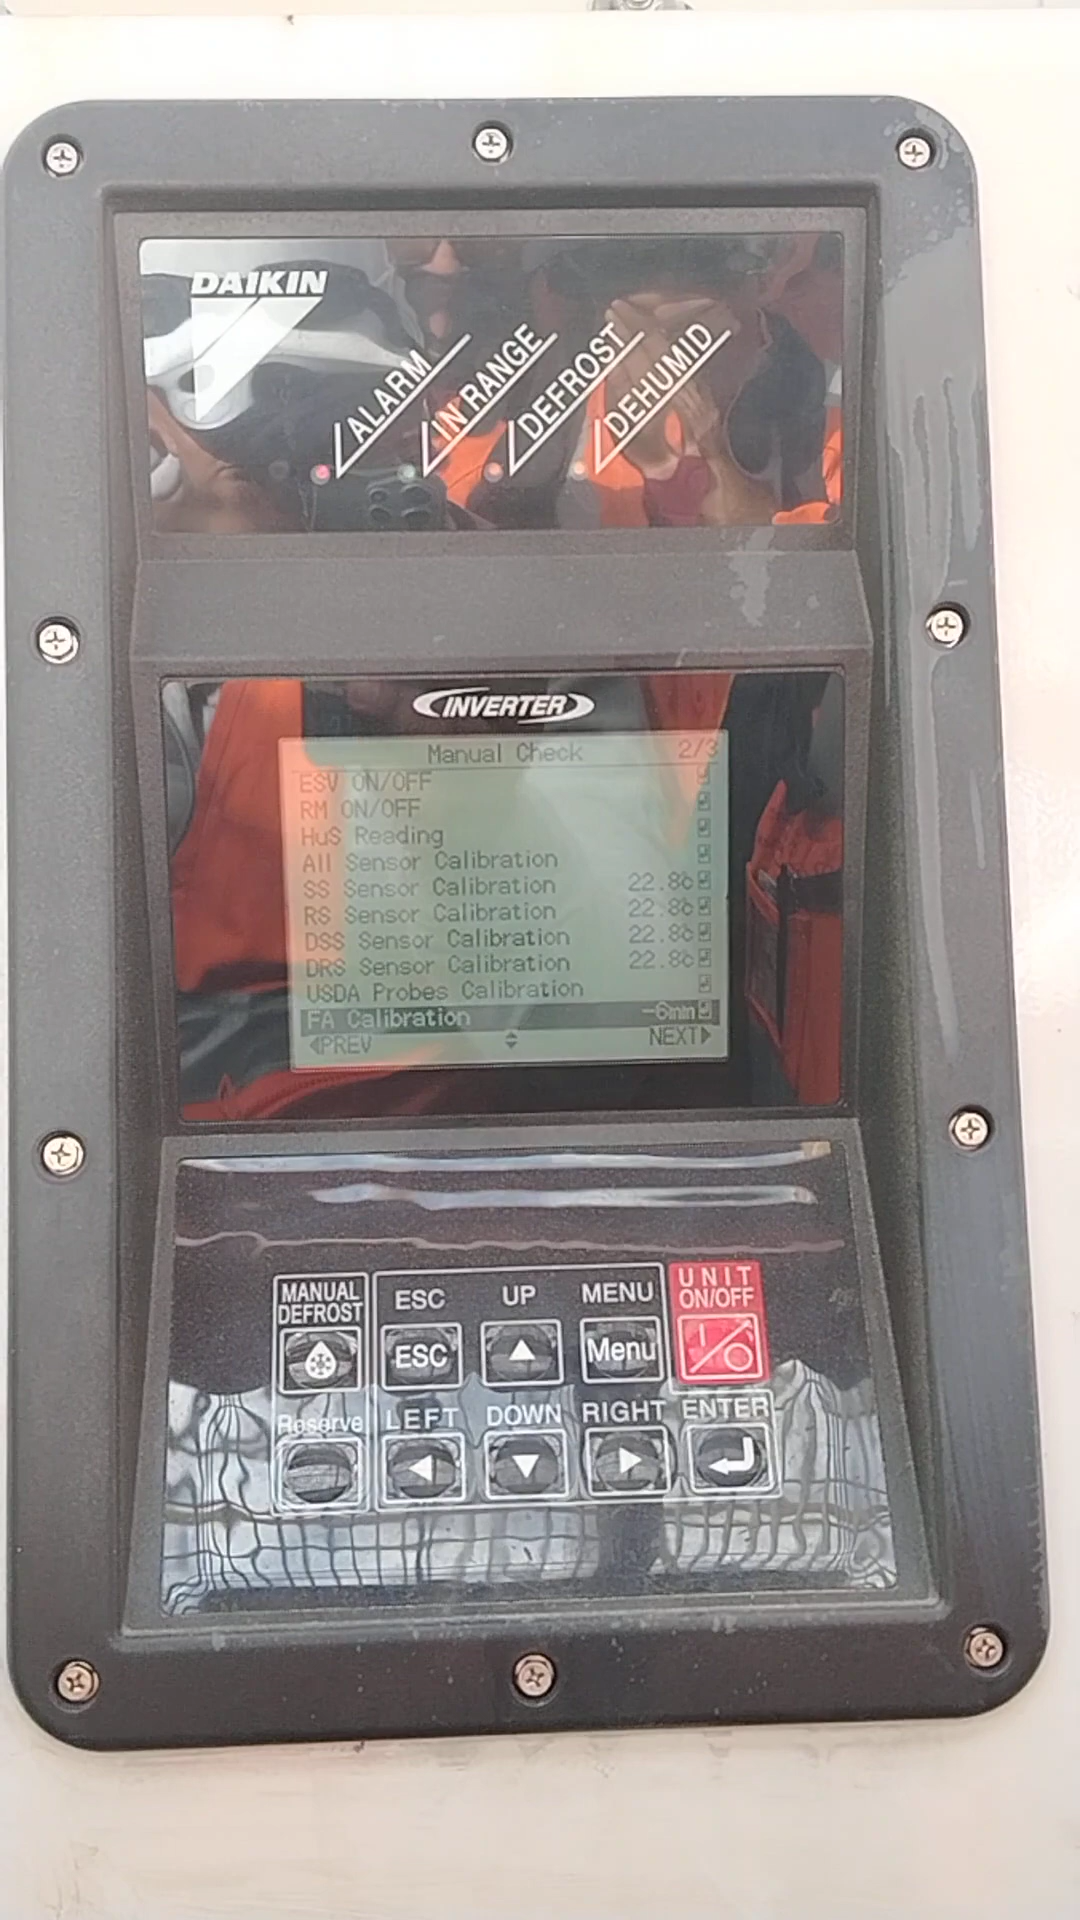 DAIKIN
ALARM
IN RANGE
DEFROST
DEHUMID
INVERTER
Manual Check 2/3
ESV ON/OFF
RM ON/OFF
HuS Reading
All Sensor Calibration
SS Sensor Calibration 22.8℃
RS Sensor Calibration 22.8℃
DSS Sensor Calibration 22.8℃
DRS Sensor Calibration 22.8℃
USDA Probes Calibration
FA Calibration -6mm
◀PREV NEXT▶
MANUAL DEFROST
ESC
UP
MENU
UNIT ON/OFF
ESC
Menu
Reserve
LEFT
DOWN
RIGHT
ENTER